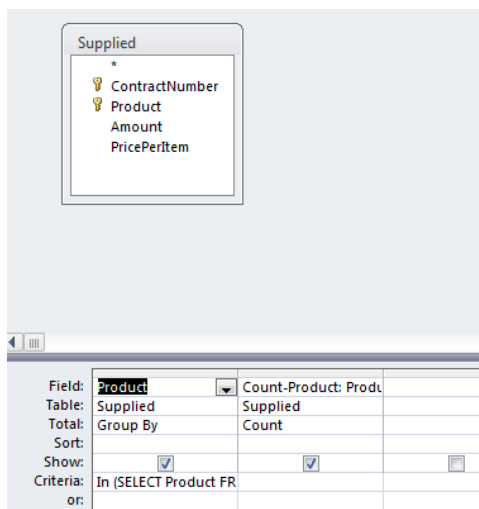 Supplied
*
ContractNumber
Product
Amount
PricePerItem
Field: Product Count-Product: Produ
Table: Supplied Supplied
Total: Group By Count
Sort:
Show:
Criteria: In (SELECT Product FR
or: